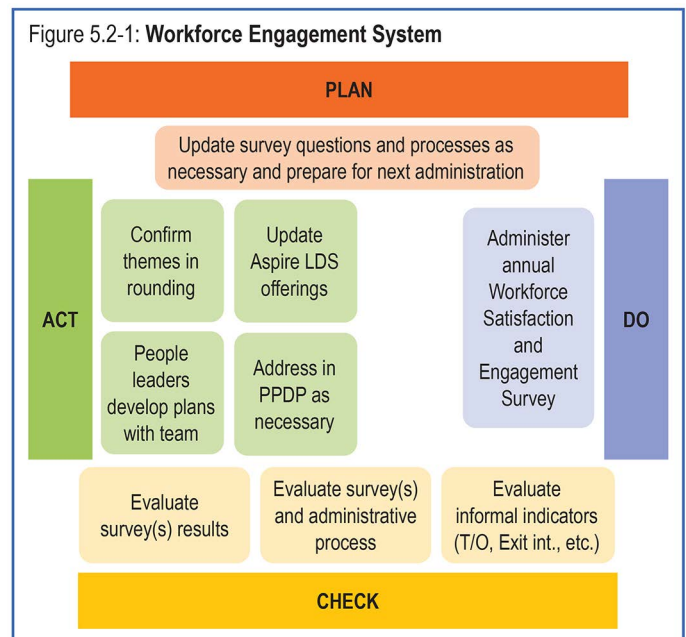 Figure 5.2-1: Workforce Engagement System
PLAN
Update survey questions and processes as
necessary and prepare for next administration
ACT
Confirm
themes in
rounding
Update
Aspire LDS
offerings
People
leaders
develop plans
with team
Address in
PPDP as
necessary
Administer
annual
Workforce
Satisfaction
and
Engagement
Survey
DO
Evaluate
survey(s) results
Evaluate survey(s)
and administrative
process
Evaluate
informal indicators
(T/O, Exit int., etc.)
CHECK